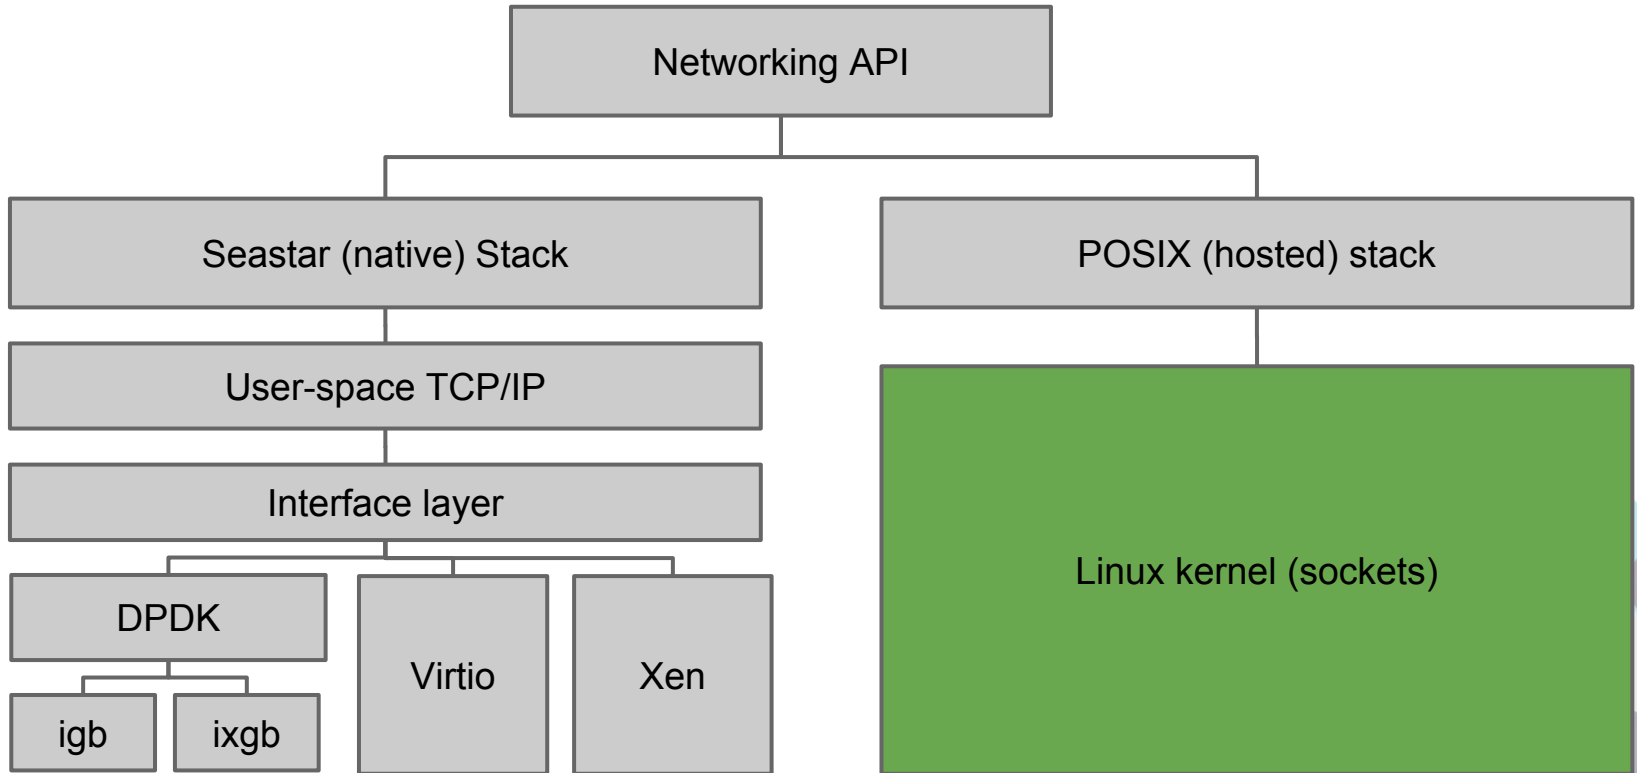 Networking API
Seastar (native) Stack
POSIX (hosted) stack
User-space TCP/IP
Interface layer
Linux kernel (sockets)
DPDK
Virtio
Xen
igb
ixgb